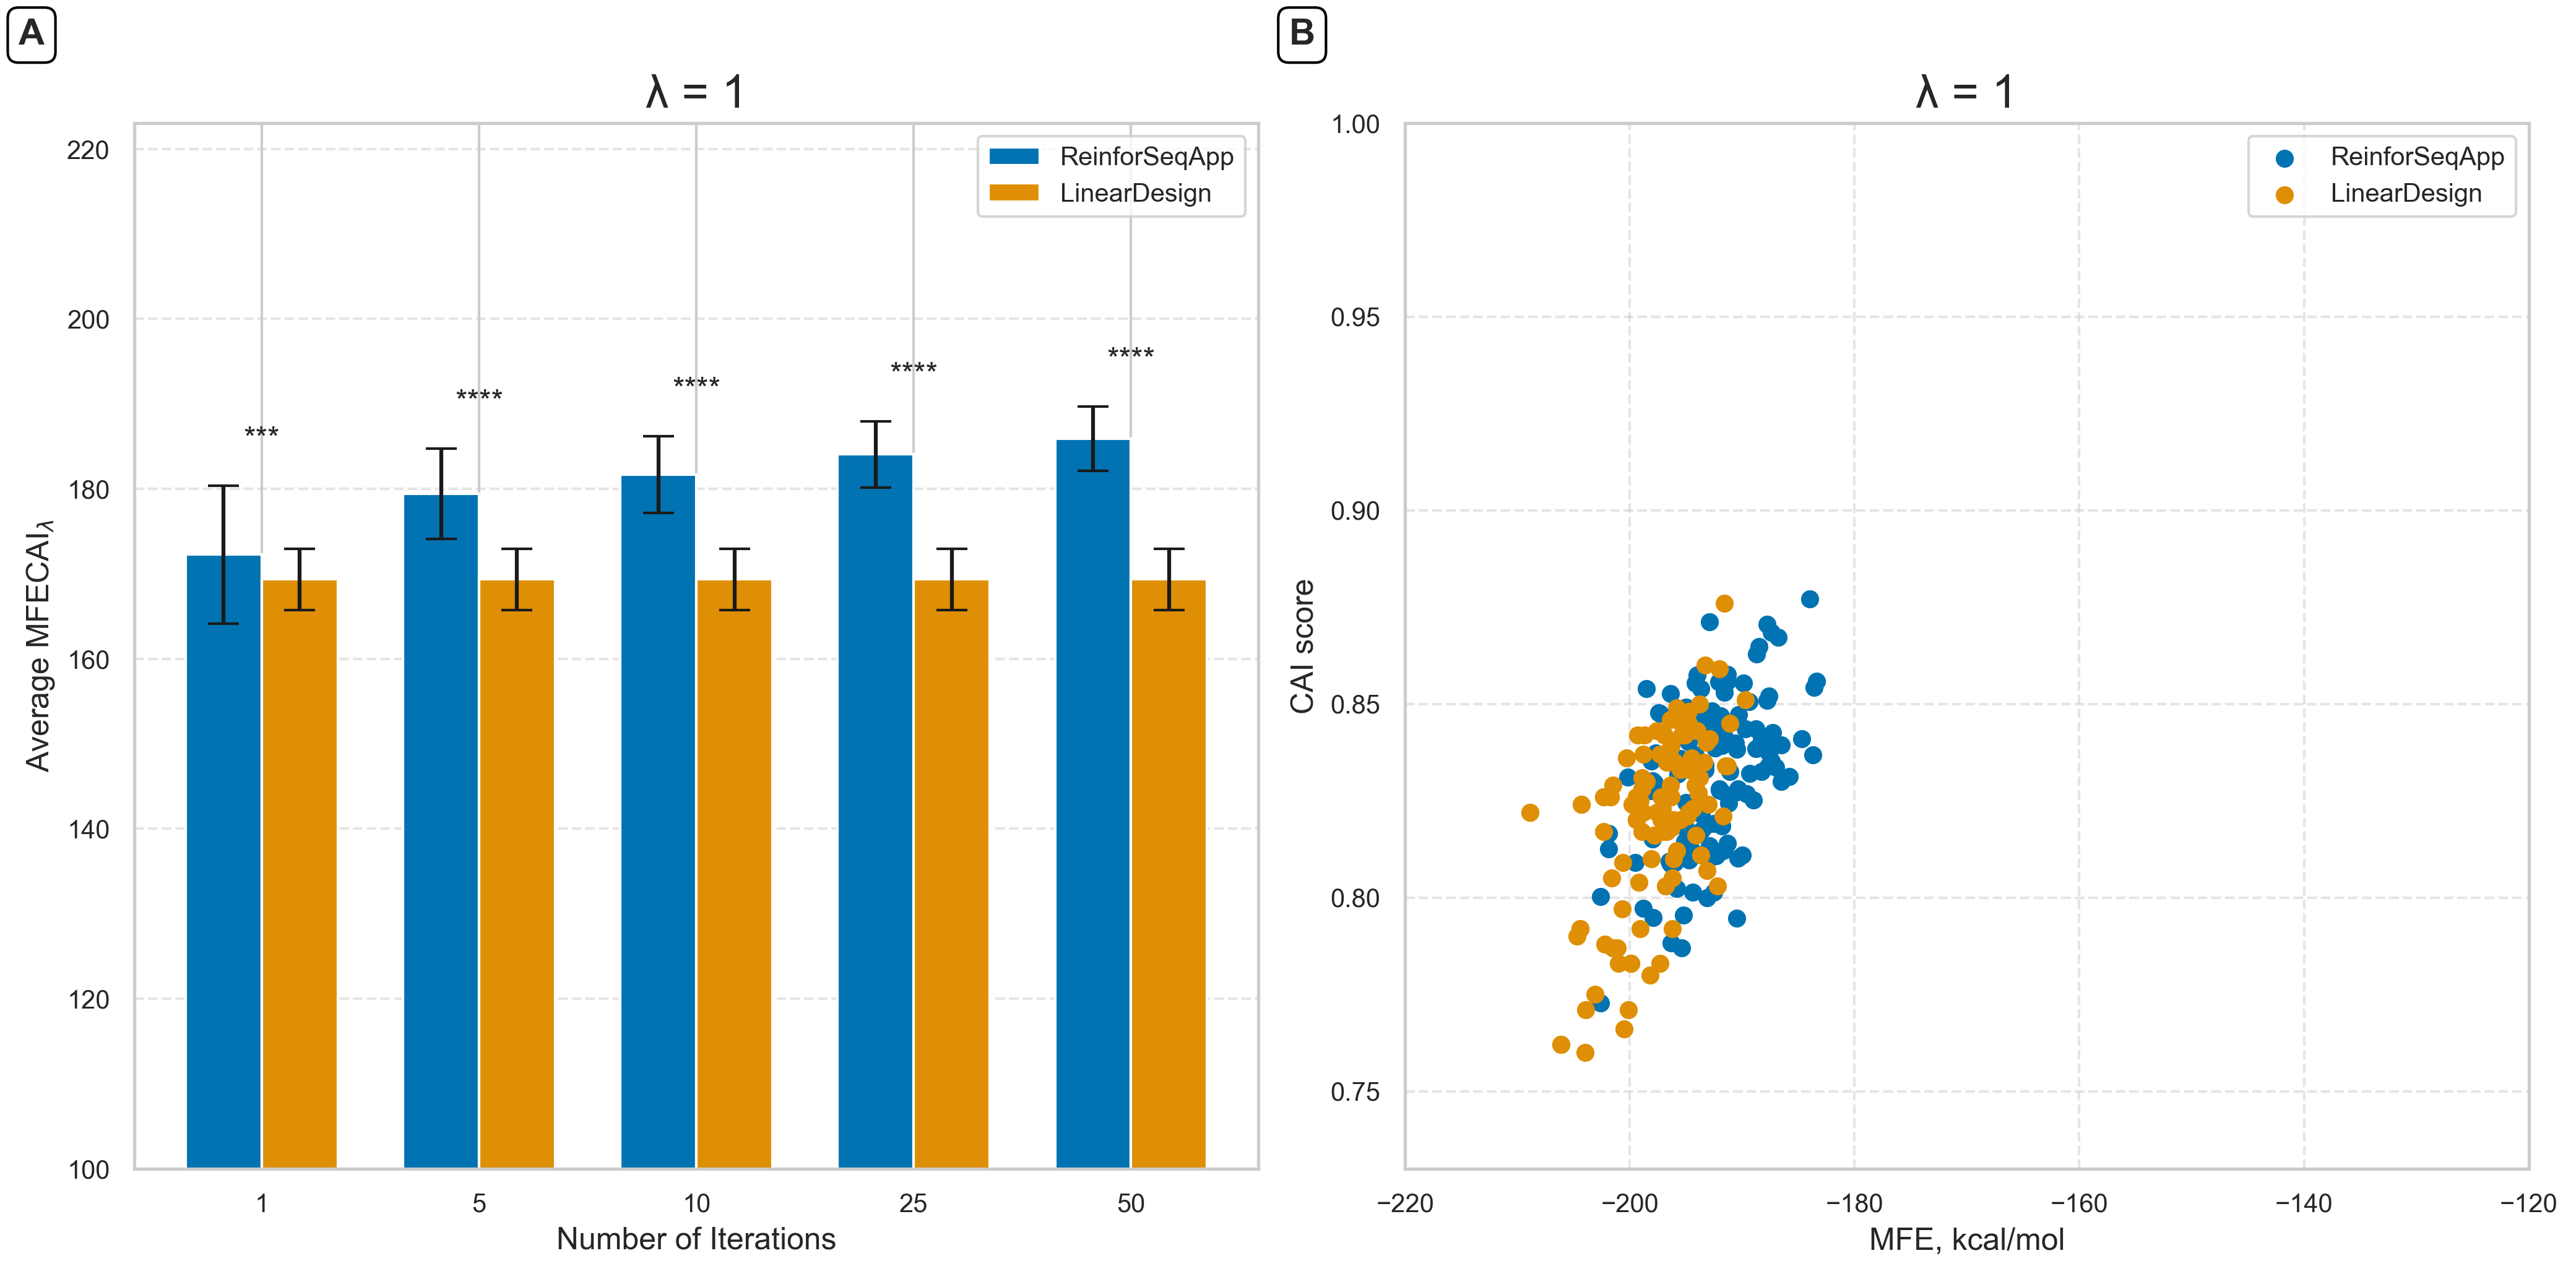 A
λ = 1
220
200
180
160
140
120
100
Average MFECAIλ
***
****
****
****
****
ReinforSeqApp
LinearDesign
1 5 10 25 50
Number of Iterations
B
λ = 1
1.00
0.95
0.90
0.85
0.80
0.75
CAI score
ReinforSeqApp
LinearDesign
−220 −200 −180 −160 −140 −120
MFE, kcal/mol